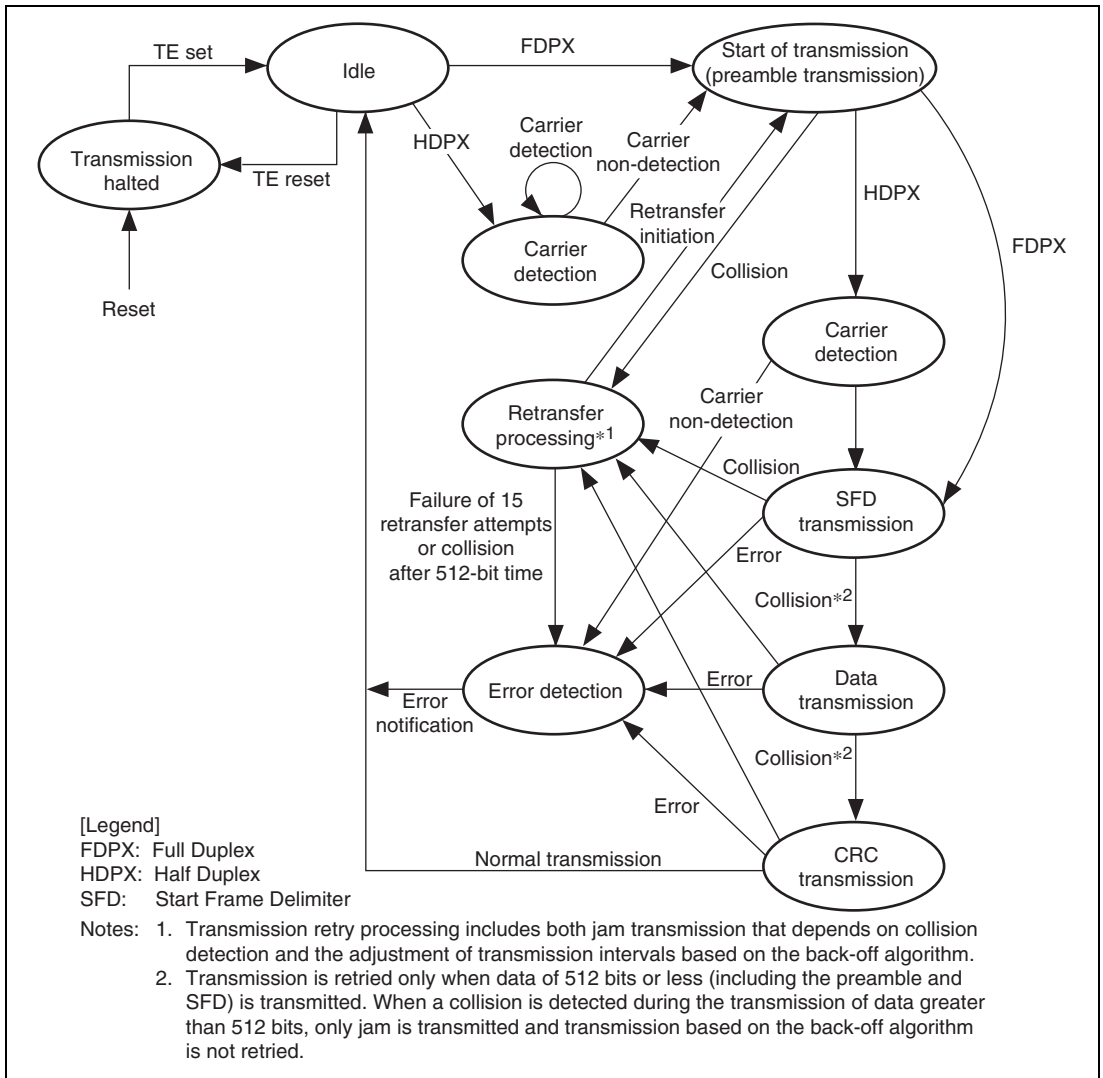 TE set
Idle
FDPX
Start of transmission
(preamble transmission)
HDPX
Carrier
detection
Carrier
non-detection
Transmission
halted
TE reset
HDPX
Retransfer
initiation
Carrier
detection
FDPX
Collision
Reset
Carrier
detection
Carrier
non-detection
Retransfer
processing*1
Collision
SFD
transmission
Failure of 15
retransfer attempts
or collision
after 512-bit time
Error
Collision*2
Error detection
Error
Data
transmission
Error
notification
Collision*2
Error
Normal transmission
CRC
transmission
[Legend]
FDPX: Full Duplex
HDPX: Half Duplex
SFD: Start Frame Delimiter
Notes: 1. Transmission retry processing includes both jam transmission that depends on collision
detection and the adjustment of transmission intervals based on the back-off algorithm.
2. Transmission is retried only when data of 512 bits or less (including the preamble and
SFD) is transmitted. When a collision is detected during the transmission of data greater
than 512 bits, only jam is transmitted and transmission based on the back-off algorithm
is not retried.